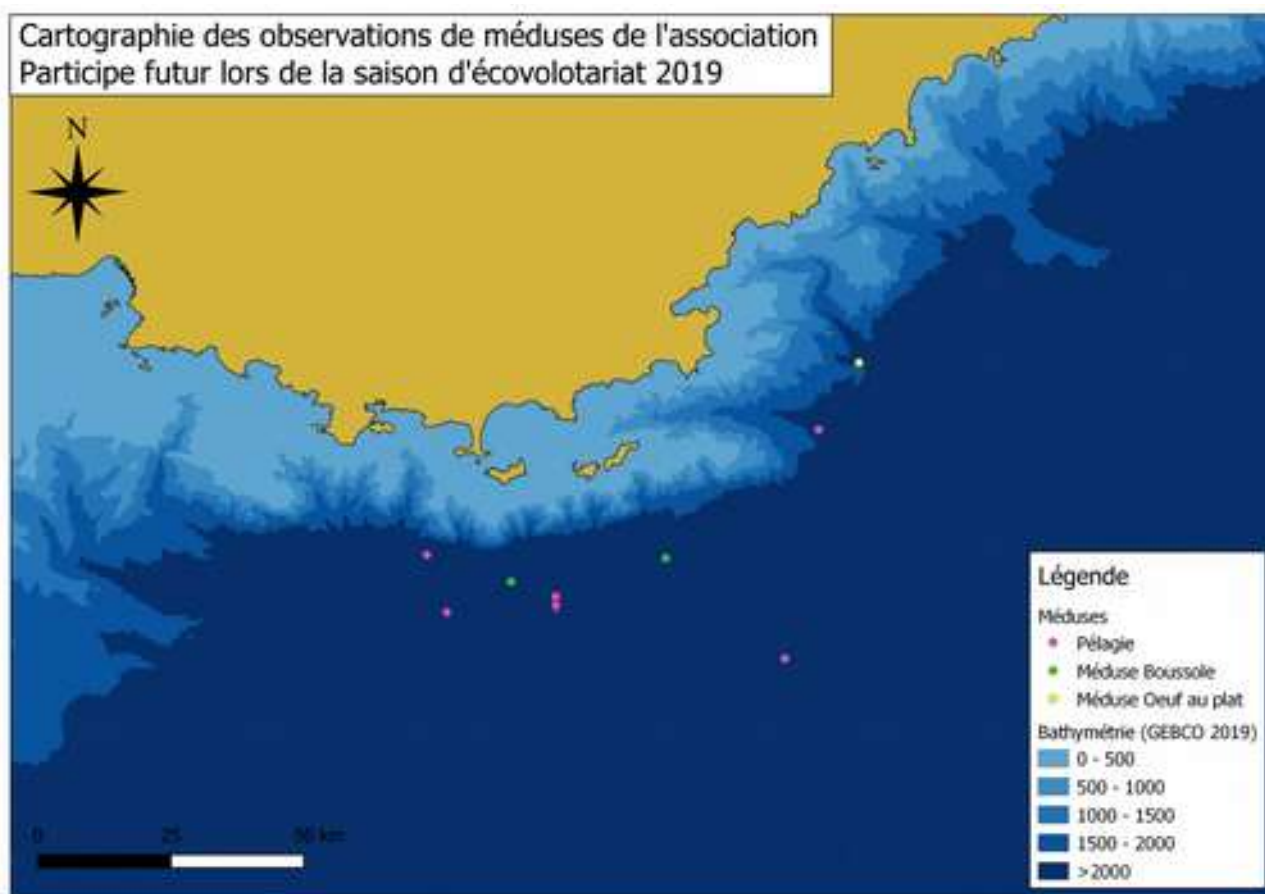 Cartographie des observations de méduses de l'association
Participe futur lors de la saison d'écovolotariat 2019
N
Légende
Méduses
Pélagie
Méduse Boussole
Méduse Oeuf au plat
Bathymétrie (GEBCO 2019)
0 - 500
500 - 1000
1000 - 1500
1500 - 2000
>2000
0 25 50 km